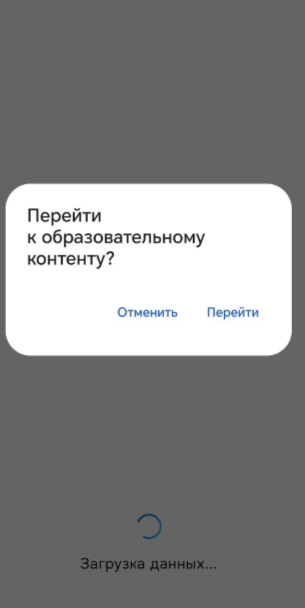 Перейти
к образовательному
контенту?
Отменить Перейти
Загрузка данных...